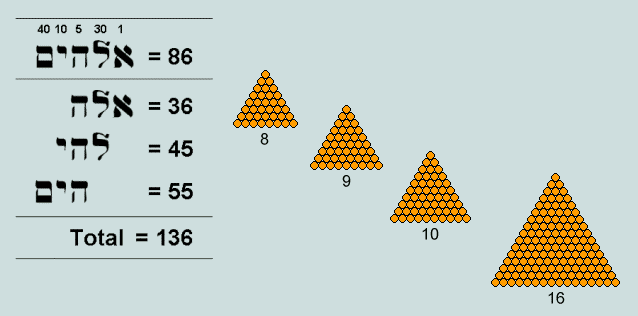 40 10 5 30 1
אלהים = 86
אלה = 36
להי = 45
הים = 55
Total = 136
8
9
10
16